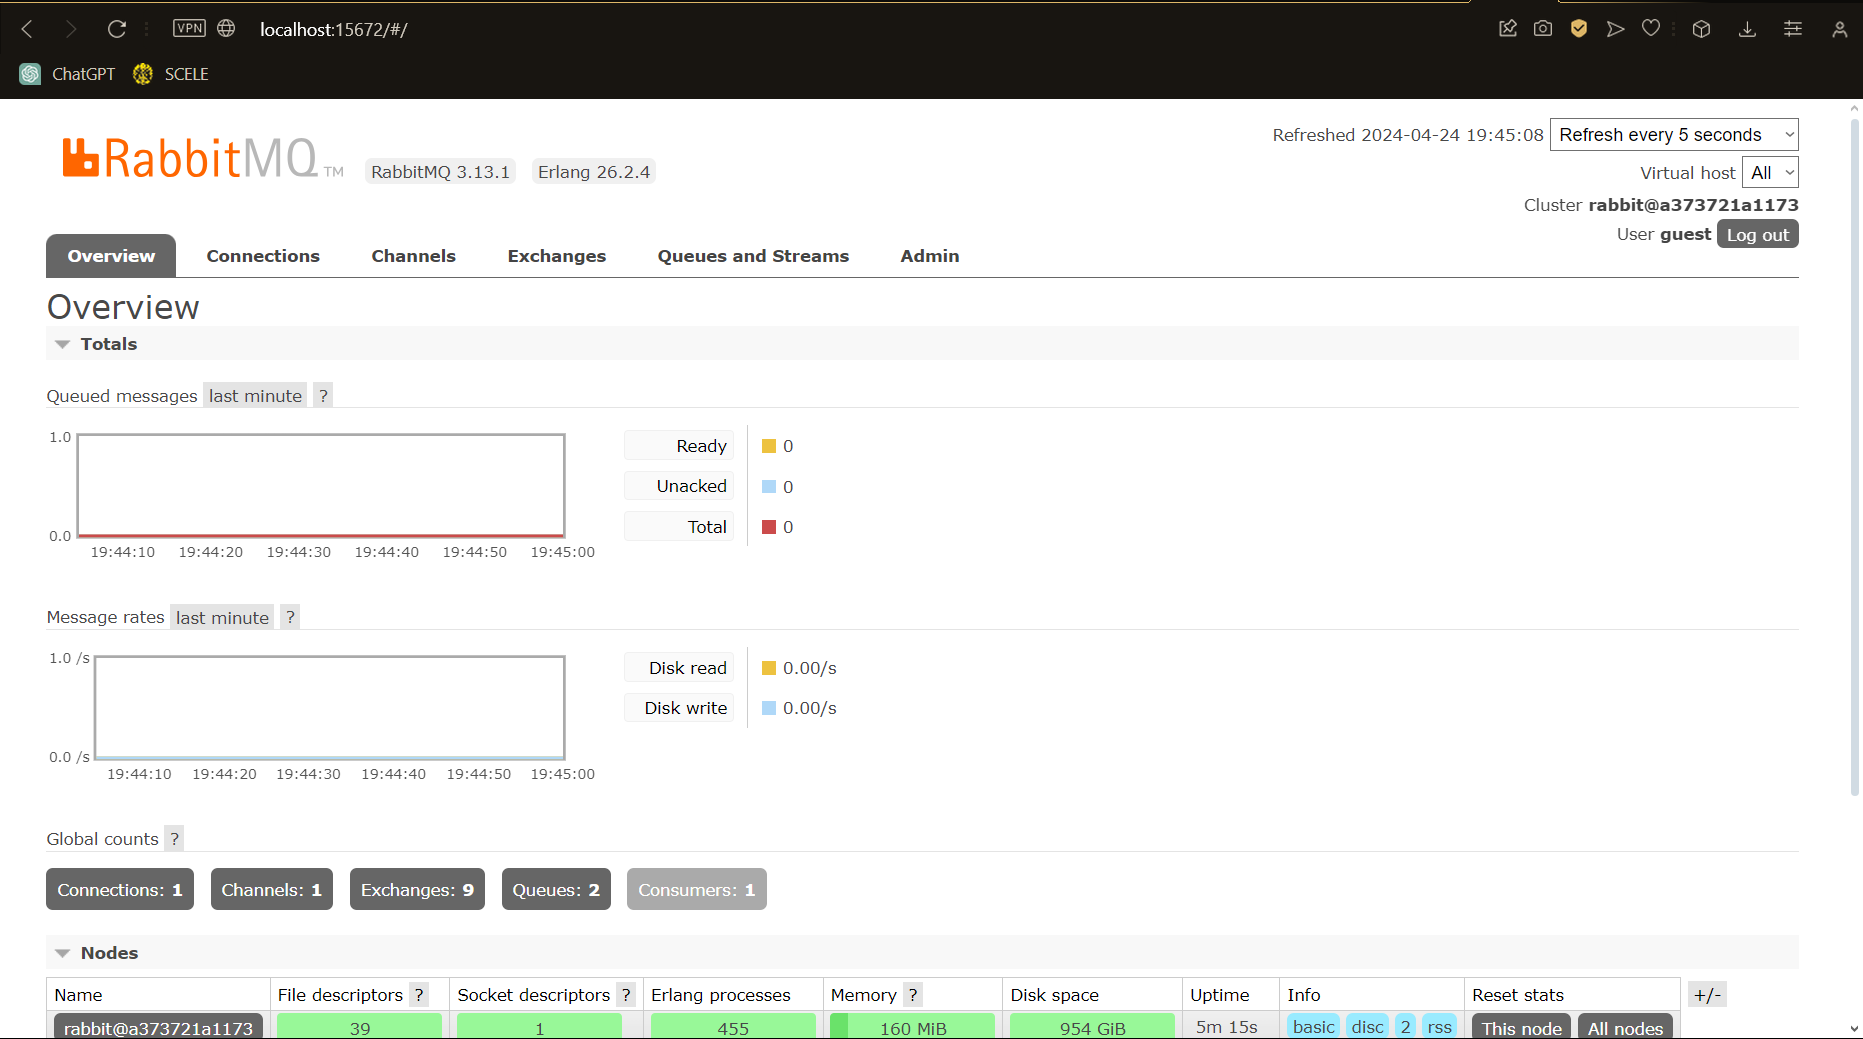 VPN localhost:15672/#/
ChatGPT SCELE
RabbitMQ TM RabbitMQ 3.13.1 Erlang 26.2.4
Refreshed 2024-04-24 19:45:08 Refresh every 5 seconds
Virtual host All
Cluster rabbit@a373721a1173
User guest Log out
Overview Connections Channels Exchanges Queues and Streams Admin
Overview
Totals
Queued messages last minute ?
1.0
0.0
19:44:10 19:44:20 19:44:30 19:44:40 19:44:50 19:45:00
Ready 0
Unacked 0
Total 0
Message rates last minute ?
1.0 /s
0.0 /s
19:44:10 19:44:20 19:44:30 19:44:40 19:44:50 19:45:00
Disk read 0.00/s
Disk write 0.00/s
Global counts ?
Connections: 1 Channels: 1 Exchanges: 9 Queues: 2 Consumers: 1
Nodes
Name File descriptors ? Socket descriptors ? Erlang processes Memory ? Disk space Uptime Info Reset stats +/-
rabbit@a373721a1173 39 1 455 160 MiB 954 GiB 5m 15s basic disc 2 rss This node All nodes